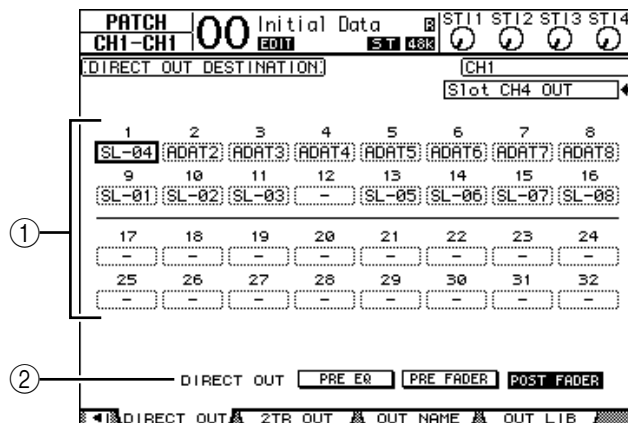 PATCH
CH1-CH1
00
Initial Data
R
EDIT
ST
48K
STI1 STI2 STI3 STI4
DIRECT OUT DESTINATION
CH1
Slot CH4 OUT
1 2 3 4 5 6 7 8
SL-04 ADAT2 ADAT3 ADAT4 ADAT5 ADAT6 ADAT7 ADAT8
9 10 11 12 13 14 15 16
SL-01 SL-02 SL-03 - SL-05 SL-06 SL-07 SL-08
①
17 18 19 20 21 22 23 24
- - - - - - - -
25 26 27 28 29 30 31 32
- - - - - - - -
② DIRECT OUT PRE EQ PRE FADER POST FADER
DIRECT OUT 2TR OUT OUT NAME OUT LIB